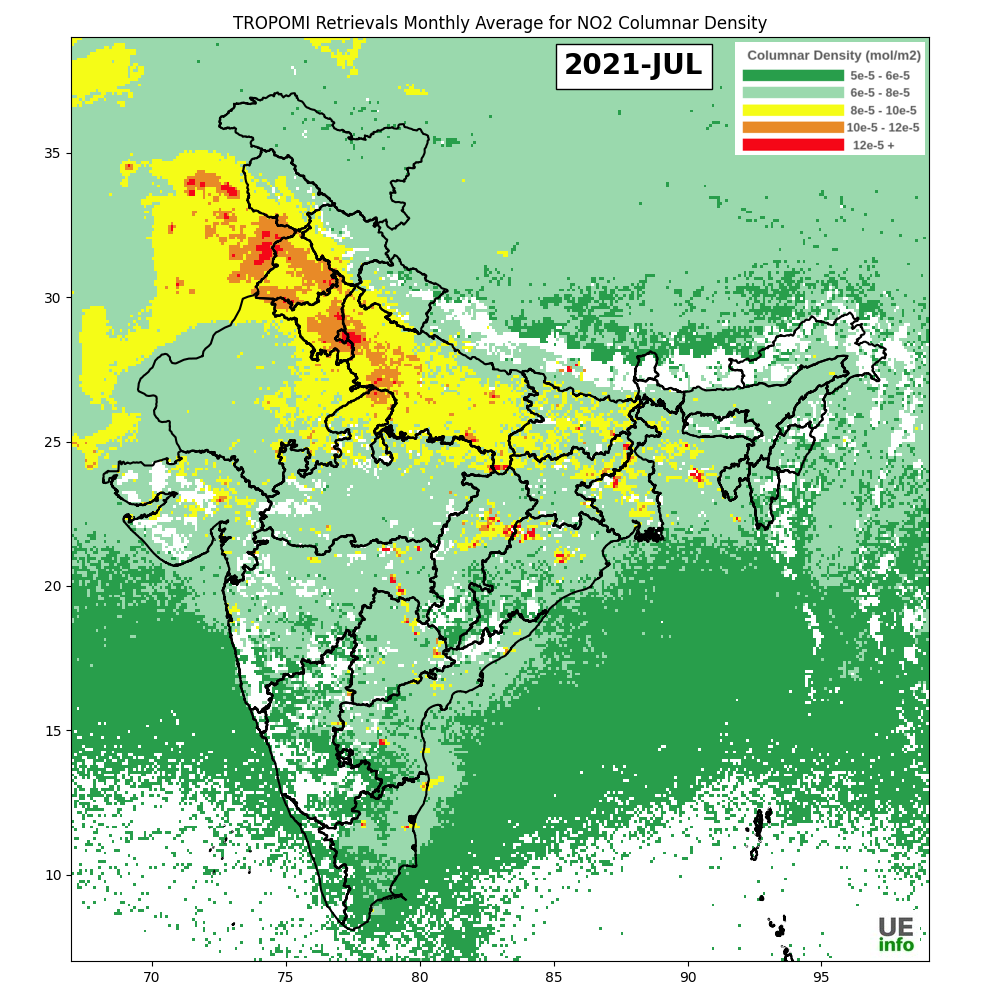 TROPOMI Retrievals Monthly Average for NO2 Columnar Density
2021-JUL
Columnar Density (mol/m2)
5e-5 - 6e-5
6e-5 - 8e-5
8e-5 - 10e-5
10e-5 - 12e-5
12e-5 +
35
30
25
20
15
10
UE
info
70 75 80 85 90 95